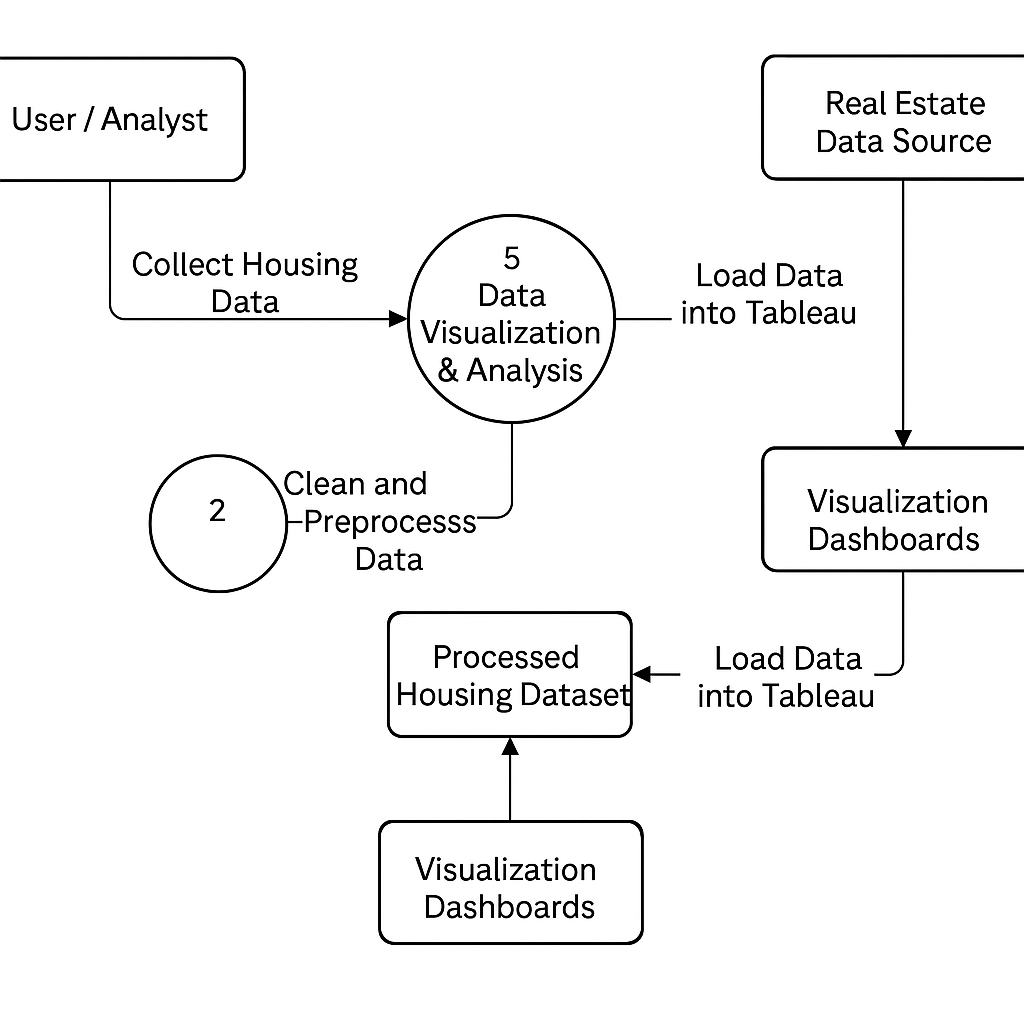 User / Analyst
Real Estate
Data Source
Collect Housing
Data
5
Data
Visualization
& Analysis
Load Data
into Tableau
2
Clean and
Preprocesss
Data
Visualization
Dashboards
Processed
Housing Dataset
Load Data
into Tableau
Visualization
Dashboards